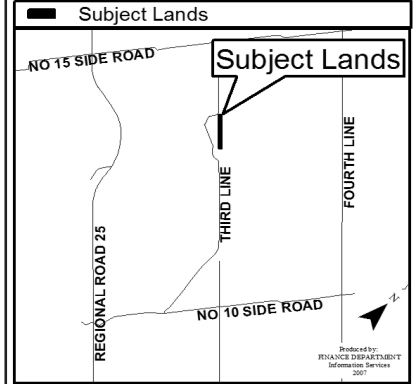 Subject Lands
NO 15 SIDE ROAD
Subject Lands
REGIONAL ROAD 25
THIRD LINE
FOURTH LINE
NO 10 SIDE ROAD
N
Produced by:
FINANCE DEPARTMENT
Information Services
2007